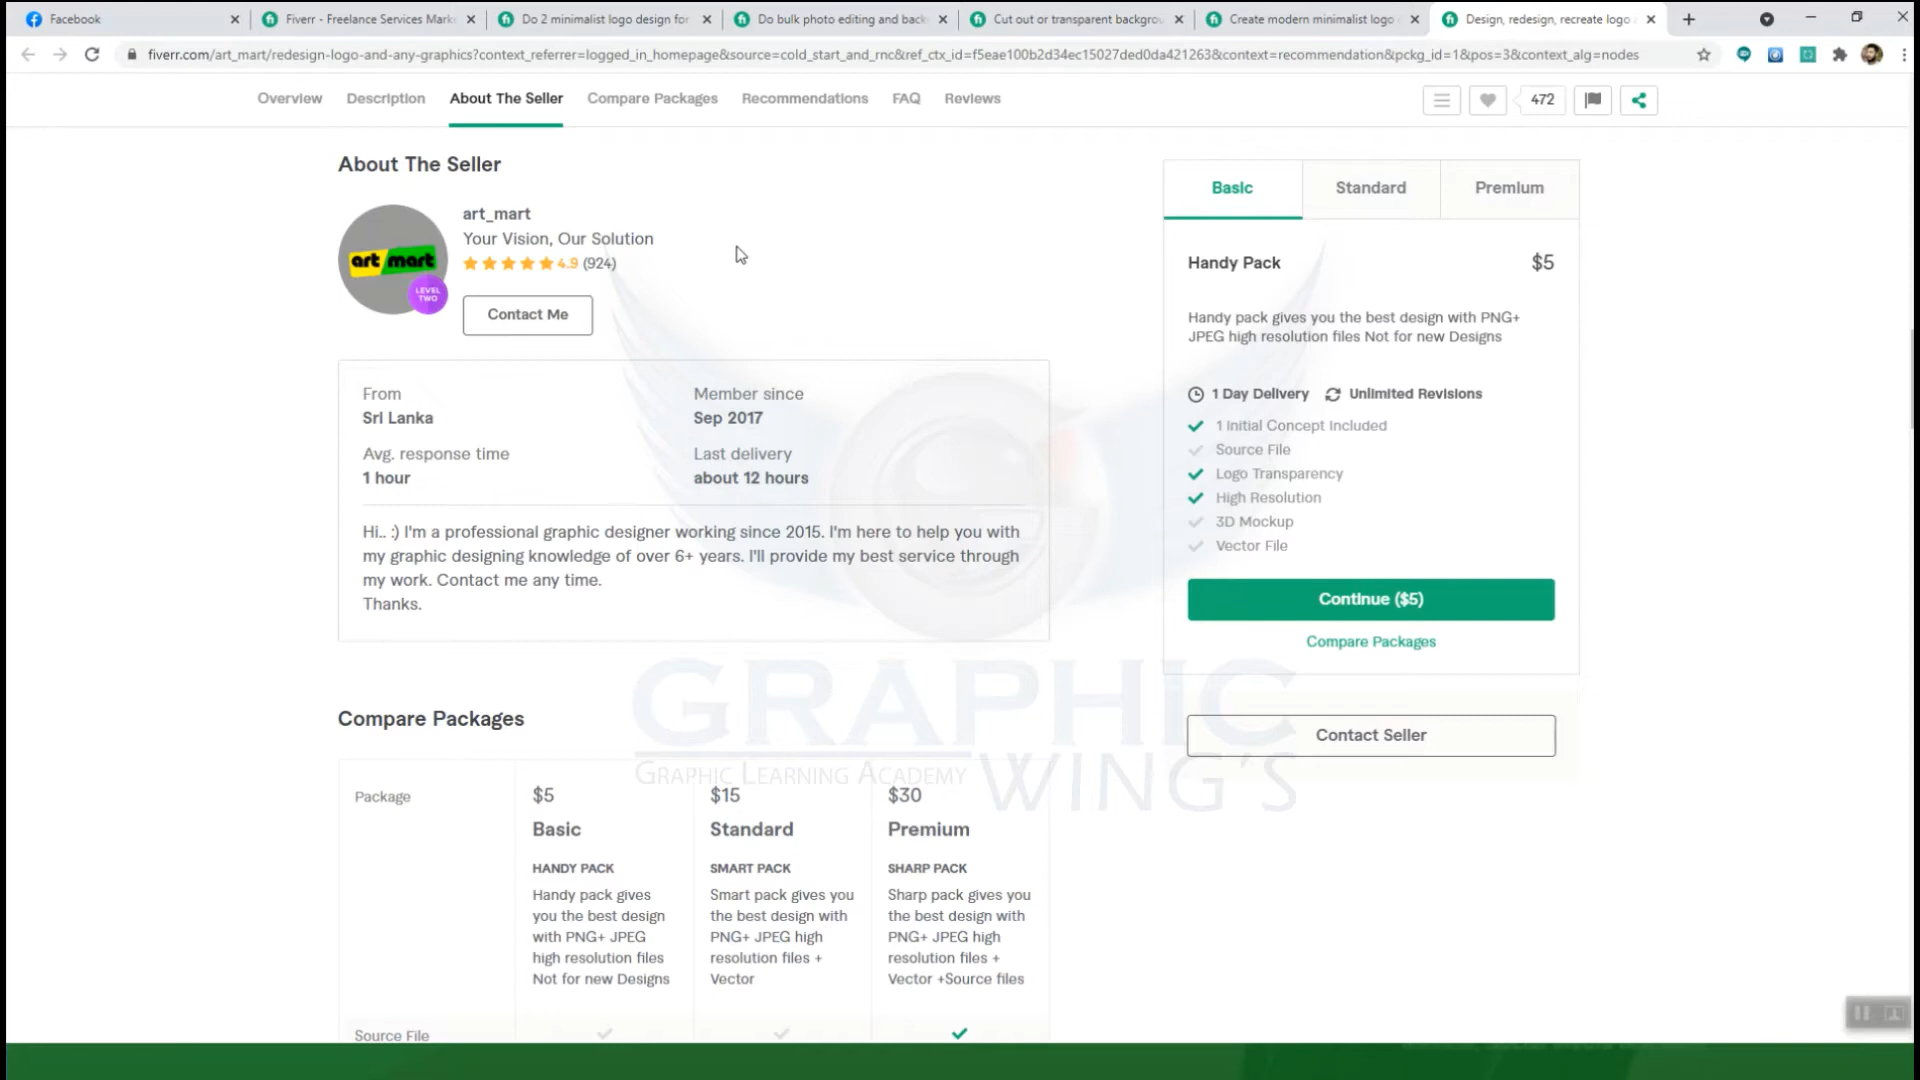 Facebook
Fiverr - Freelance Services Mark
Do 2 minimalist logo design for
Do bulk photo editing and back
Cut out or transparent backgrou
Create modern minimalist logo
Design, redesign, recreate logo
fiverr.com/art_mart/redesign-logo-and-any-graphics?context_referrer=logged_in_homepage&source=cold_start_and_rnc&ref_ctx_id=f5eae100b2d34ec15027ded0da421263&context=recommendation&pckg_id=1&pos=3&context_alg=nodes
Overview
Description
About The Seller
Compare Packages
Recommendations
FAQ
Reviews
472
About The Seller
art mart
LEVEL
TWO
art_mart
Your Vision, Our Solution
4.9 (924)
Contact Me
From
Sri Lanka
Member since
Sep 2017
Avg. response time
1 hour
Last delivery
about 12 hours
Hi.. :) I'm a professional graphic designer working since 2015. I'm here to help you with
my graphic designing knowledge of over 6+ years. I'll provide my best service through
my work. Contact me any time.
Thanks.
Basic
Standard
Premium
Handy Pack
$5
Handy pack gives you the best design with PNG+
JPEG high resolution files Not for new Designs
1 Day Delivery
Unlimited Revisions
1 Initial Concept Included
Source File
Logo Transparency
High Resolution
3D Mockup
Vector File
Continue ($5)
Compare Packages
Contact Seller
GRAPHIC
WING'S
GRAPHIC LEARNING ACADEMY
Compare Packages
Package
$5
Basic
HANDY PACK
Handy pack gives
you the best design
with PNG+ JPEG
high resolution files
Not for new Designs
$15
Standard
SMART PACK
Smart pack gives you
the best design with
PNG+ JPEG high
resolution files +
Vector
$30
Premium
SHARP PACK
Sharp pack gives you
the best design with
PNG+ JPEG high
resolution files +
Vector +Source files
Source File